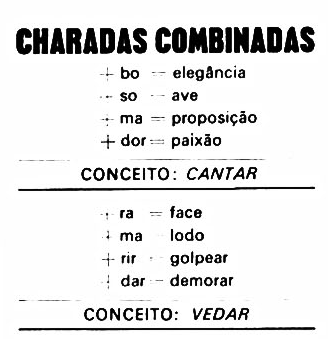 CHARADAS COMBINADAS
+ bo = elegância
+ so = ave
+ ma = proposição
+ dor = paixão
CONCEITO: CANTAR
+ ra = face
+ ma lodo
+ rir - golpear
+ dar - demorar
CONCEITO: VEDAR